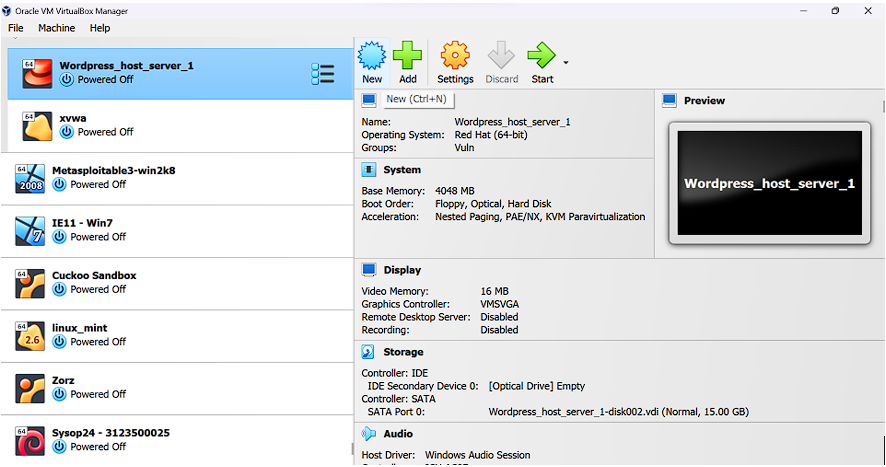 Oracle VM VirtualBox Manager
File Machine Help
64
Wordpress_host_server_1
Powered Off
64
xvwa
Powered Off
64
2008
Metasploitable3-win2k8
Powered Off
7
IE11 - Win7
Powered Off
64
Cuckoo Sandbox
Powered Off
64
2.6
linux_mint
Powered Off
Zorz
Powered Off
64
Sysop24 - 3123500025
Powered Off
New Add Settings Discard Start
New (Ctrl+N)
Name: Wordpress_host_server_1
Operating System: Red Hat (64-bit)
Groups: Vuln
System
Base Memory: 4048 MB
Boot Order: Floppy, Optical, Hard Disk
Acceleration: Nested Paging, PAE/NX, KVM Paravirtualization
Preview
Wordpress_host_server_1
Display
Video Memory: 16 MB
Graphics Controller: VMSVGA
Remote Desktop Server: Disabled
Recording: Disabled
Storage
Controller: IDE
IDE Secondary Device 0: [Optical Drive] Empty
Controller: SATA
SATA Port 0: Wordpress_host_server_1-disk002.vdi (Normal, 15.00 GB)
Audio
Host Driver: Windows Audio Session